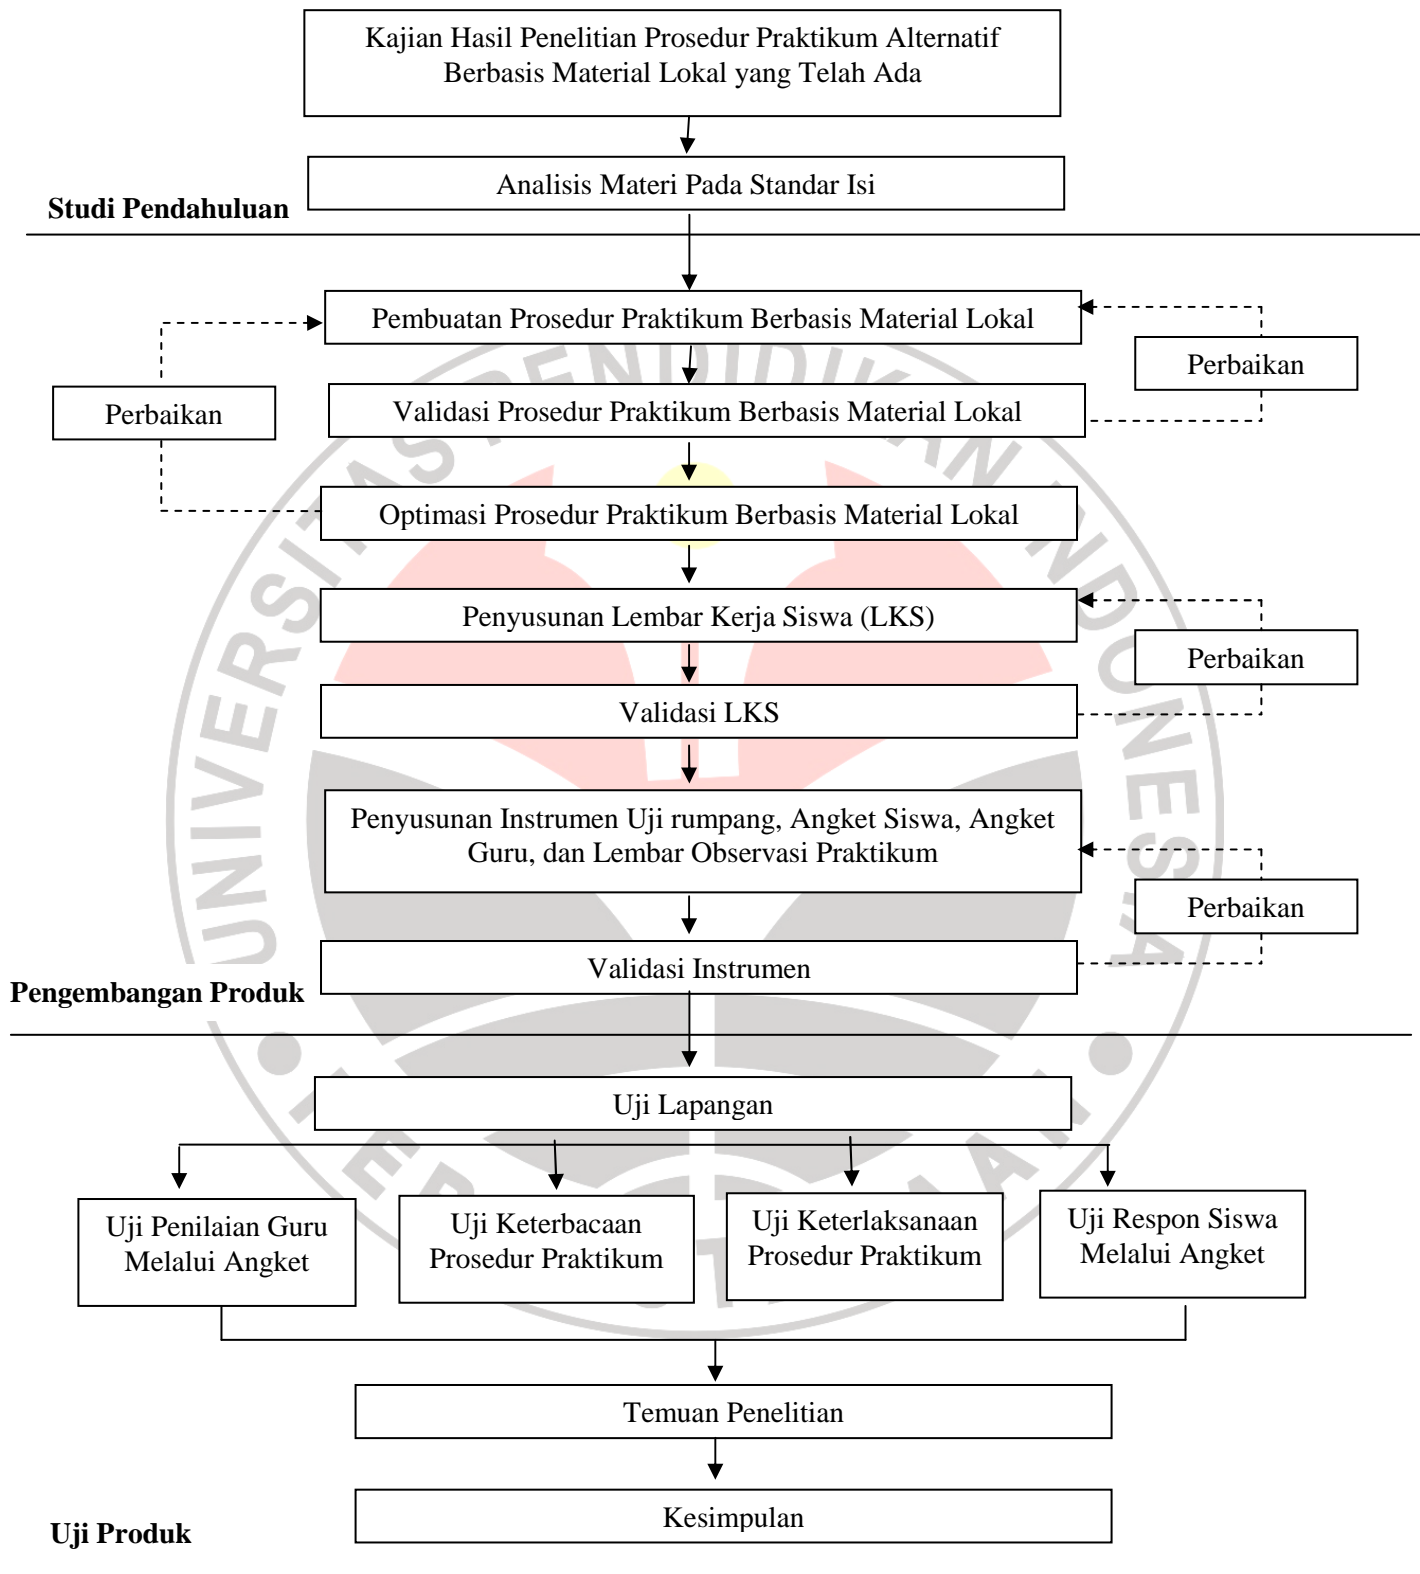 Kajian Hasil Penelitian Prosedur Praktikum Alternatif
Berbasis Material Lokal yang Telah Ada
Analisis Materi Pada Standar Isi
Studi Pendahuluan
Pembuatan Prosedur Praktikum Berbasis Material Lokal
Perbaikan
Validasi Prosedur Praktikum Berbasis Material Lokal
Perbaikan
Optimasi Prosedur Praktikum Berbasis Material Lokal
Penyusunan Lembar Kerja Siswa (LKS)
Perbaikan
Validasi LKS
Penyusunan Instrumen Uji rumpang, Angket Siswa, Angket
Guru, dan Lembar Observasi Praktikum
Perbaikan
Validasi Instrumen
Pengembangan Produk
Uji Lapangan
Uji Penilaian Guru
Melalui Angket
Uji Keterbacaan
Prosedur Praktikum
Uji Keterlaksanaan
Prosedur Praktikum
Uji Respon Siswa
Melalui Angket
Temuan Penelitian
Kesimpulan
Uji Produk
UNIVERSITAS PENDIDIKAN INDONESIA